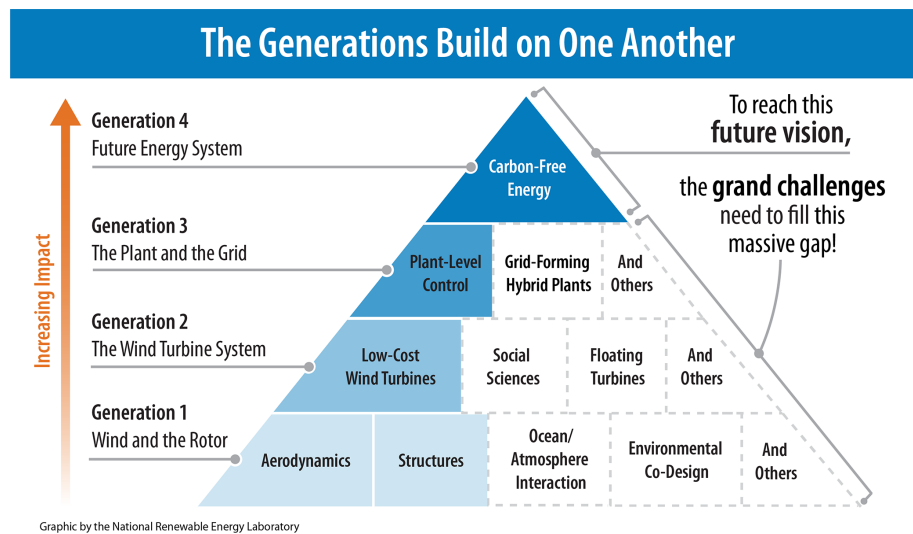 The Generations Build on One Another
Increasing Impact
Generation 4
Future Energy System
Generation 3
The Plant and the Grid
Generation 2
The Wind Turbine System
Generation 1
Wind and the Rotor
Carbon-Free
Energy
Plant-Level
Control
Grid-Forming
Hybrid Plants
And
Others
Low-Cost
Wind Turbines
Social
Sciences
Floating
Turbines
And
Others
Aerodynamics
Structures
Ocean/
Atmosphere
Interaction
Environmental
Co-Design
And
Others
To reach this
future vision,
the grand challenges
need to fill this
massive gap!
Graphic by the National Renewable Energy Laboratory